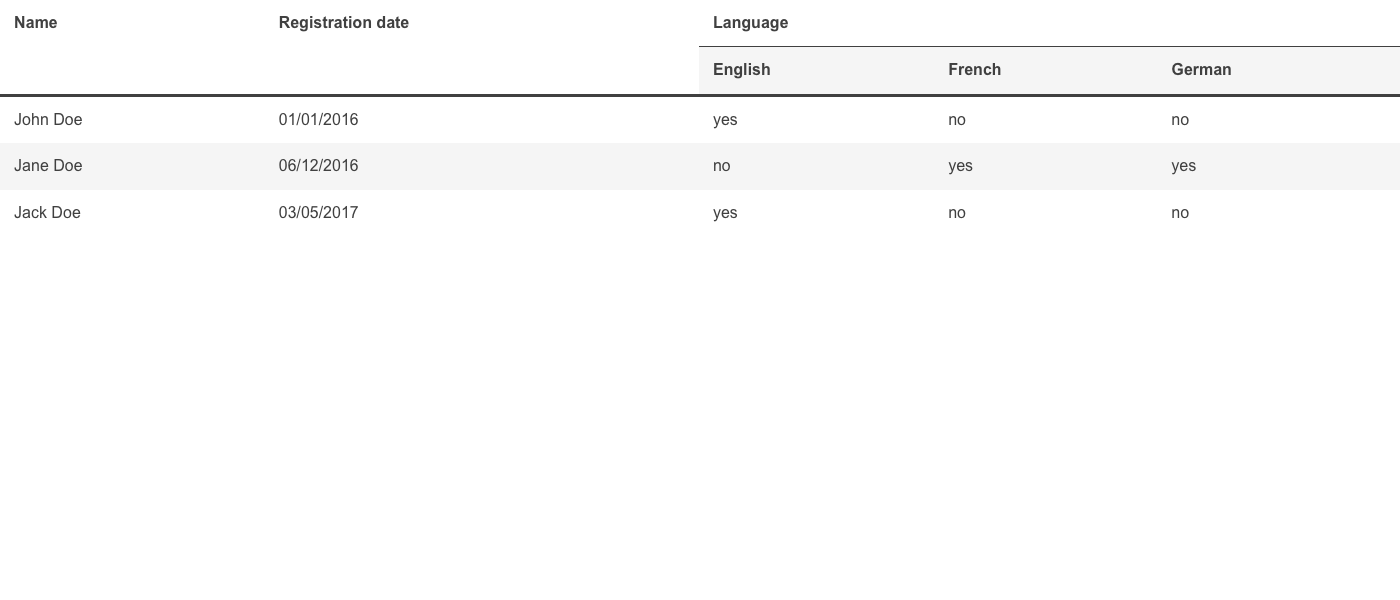 Name Registration date Language
English French German
John Doe 01/01/2016 yes no no
Jane Doe 06/12/2016 no yes yes
Jack Doe 03/05/2017 yes no no